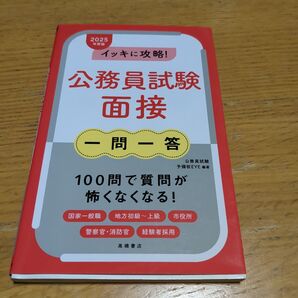 2025
年度版
イッキに攻略!
公務員試験
面接
一問一答
公務員試験
予備校EYE 編著
100問で質問が
怖くなくなる!
国家一般職
地方初級〜上級
市役所
警察官・消防官
経験者採用
高橋書店